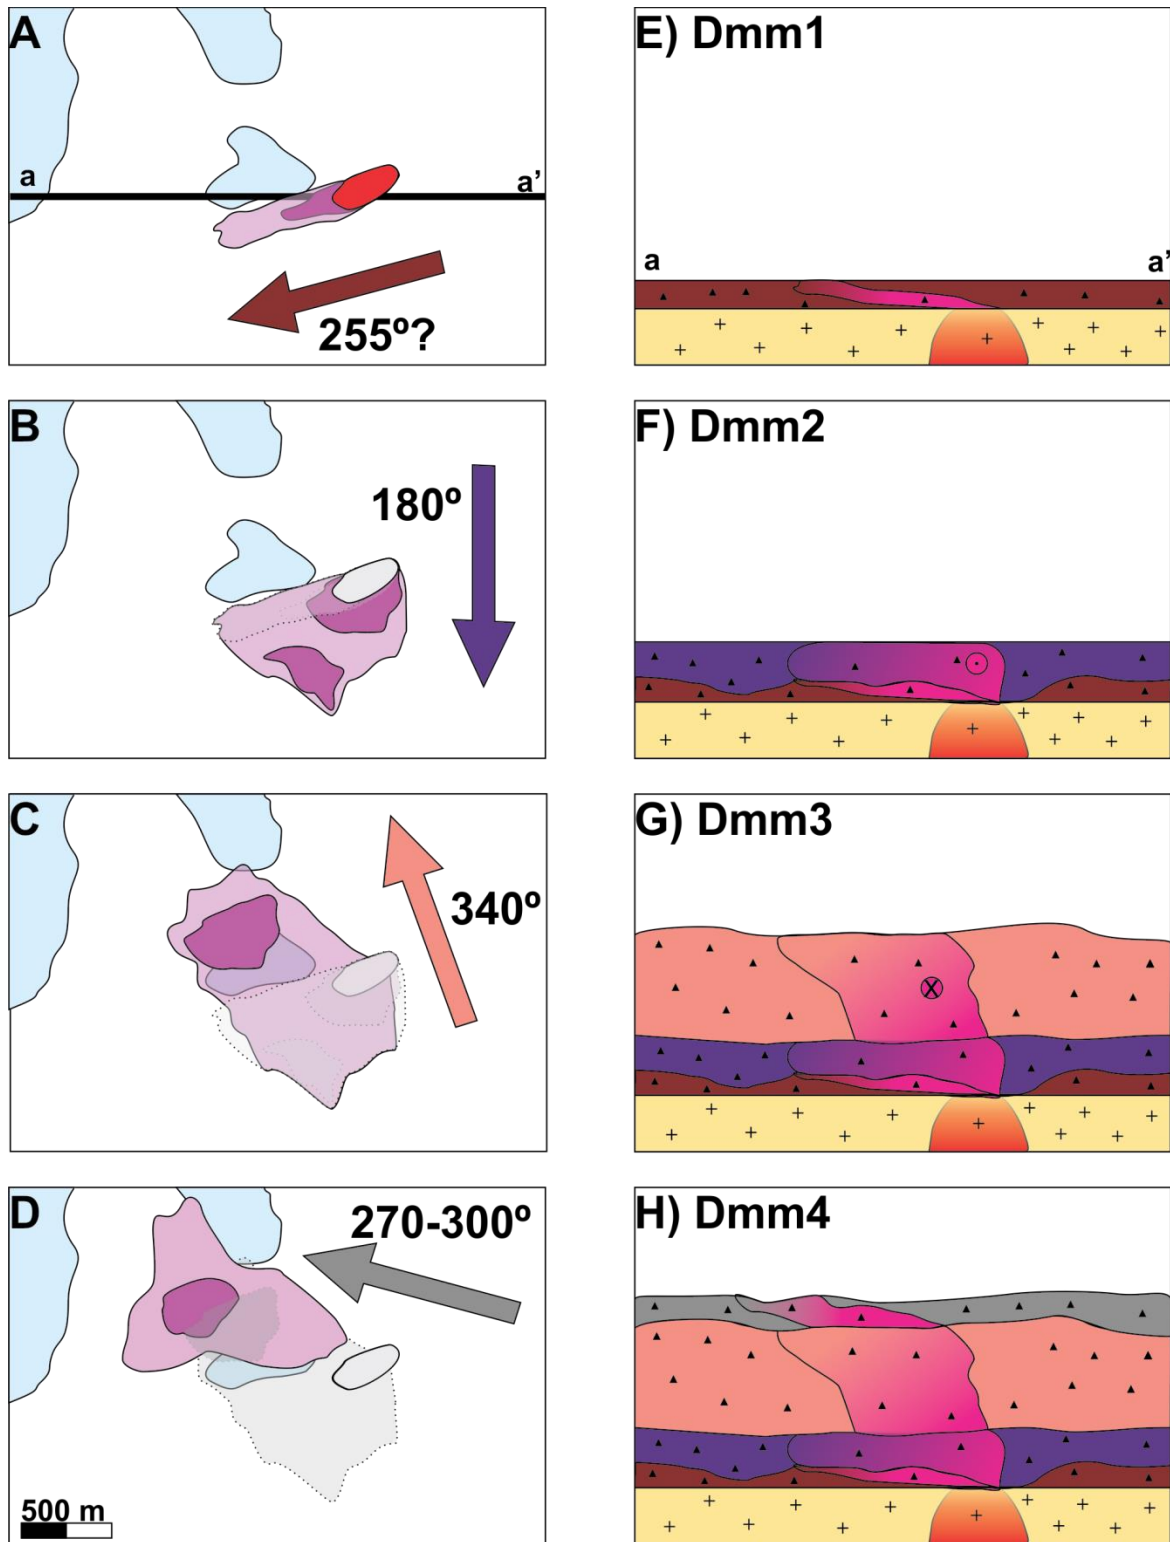 A
a
a'
255º?
E) Dmm1
a
a'
B
180º
F) Dmm2
C
340º
G) Dmm3
X
D
270-300º
500 m
H) Dmm4